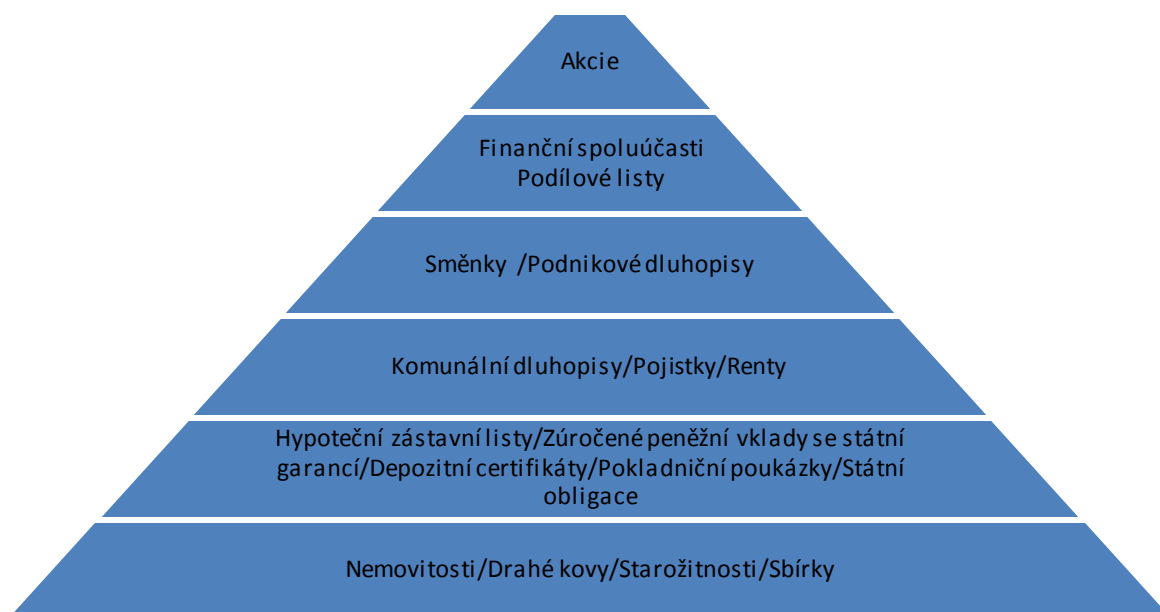 Akcie
Finanční spoluúčasti
Podílové listy
Směnky /Podnikové dluhopisy
Komunální dluhopisy/Pojistky/Renty
Hypoteční zástavní listy/Zúročené peněžní vklady se státní
garancí/Depozitní certifikáty/Pokladniční poukázky/Státní
obligace
Nemovitosti/Drahé kovy/Starožitnosti/Sbírky